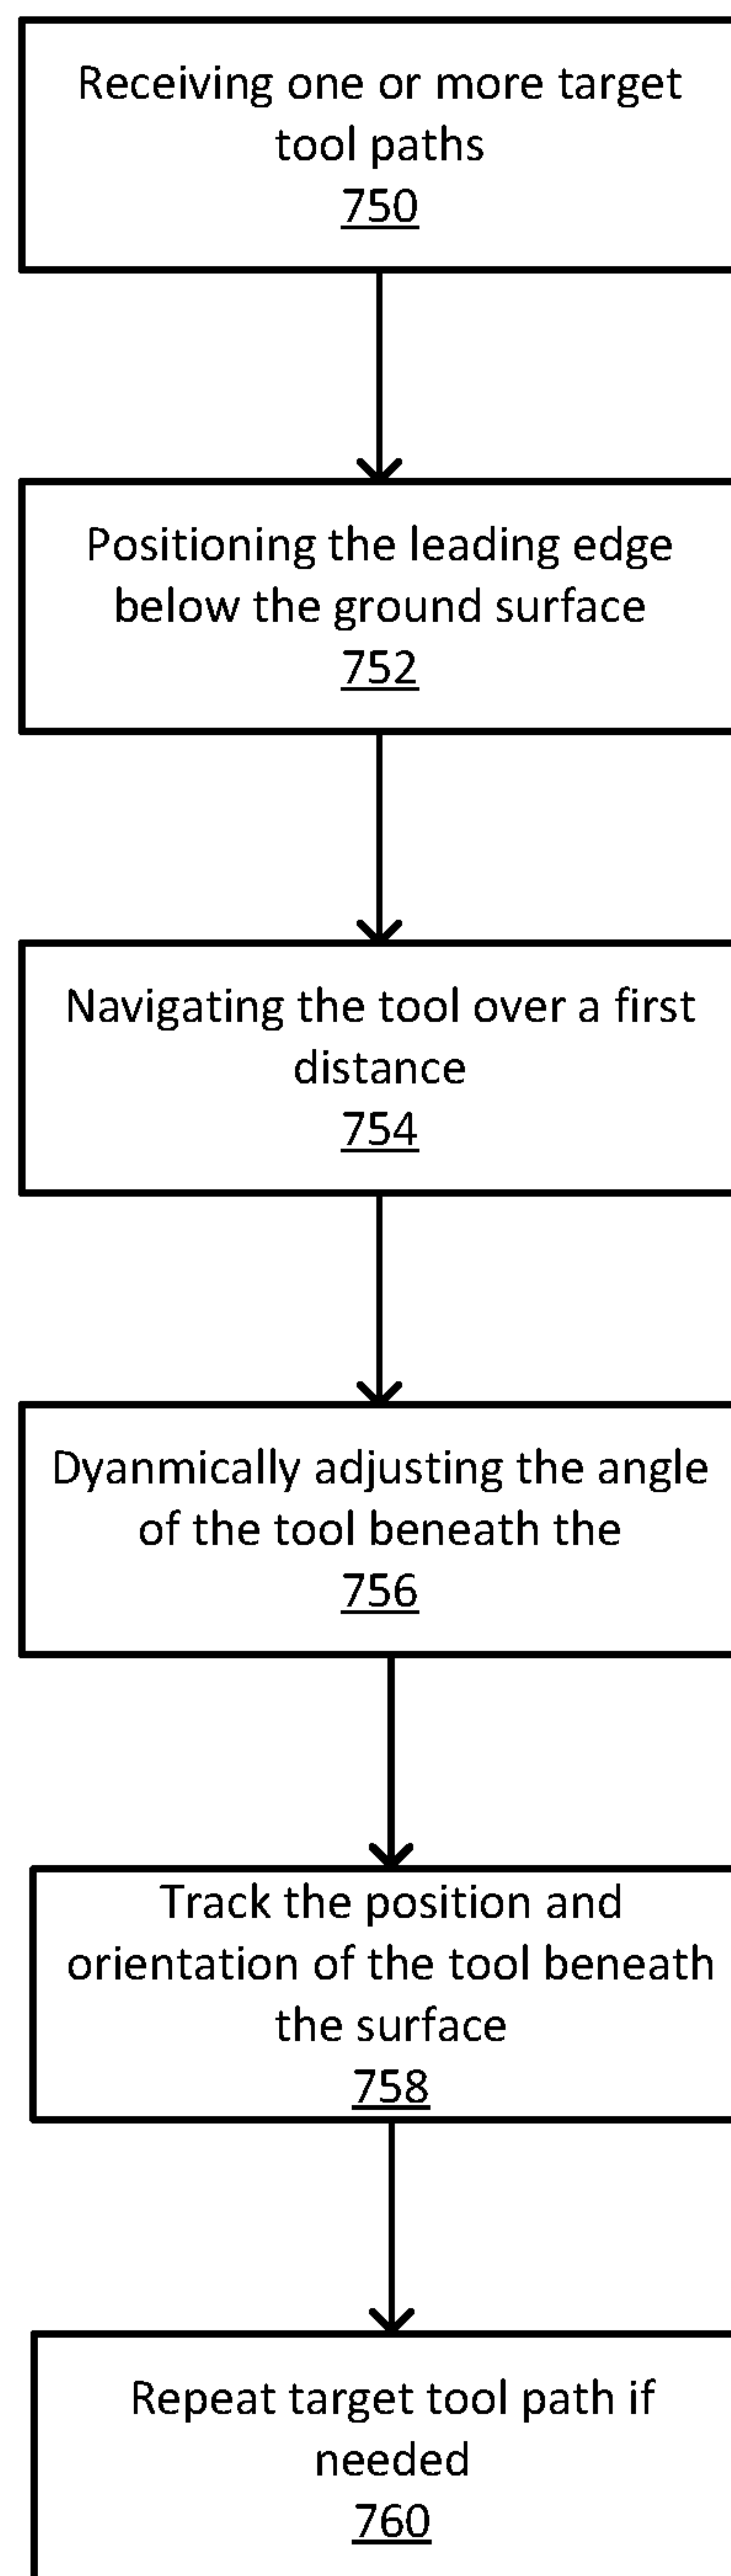 Receiving one or more target
tool paths
750
Positioning the leading edge
below the ground surface
752
Navigating the tool over a first
distance
754
Dyanmically adjusting the angle
of the tool beneath the
756
Track the position and
orientation of the tool beneath
the surface
758
Repeat target tool path if
needed
760